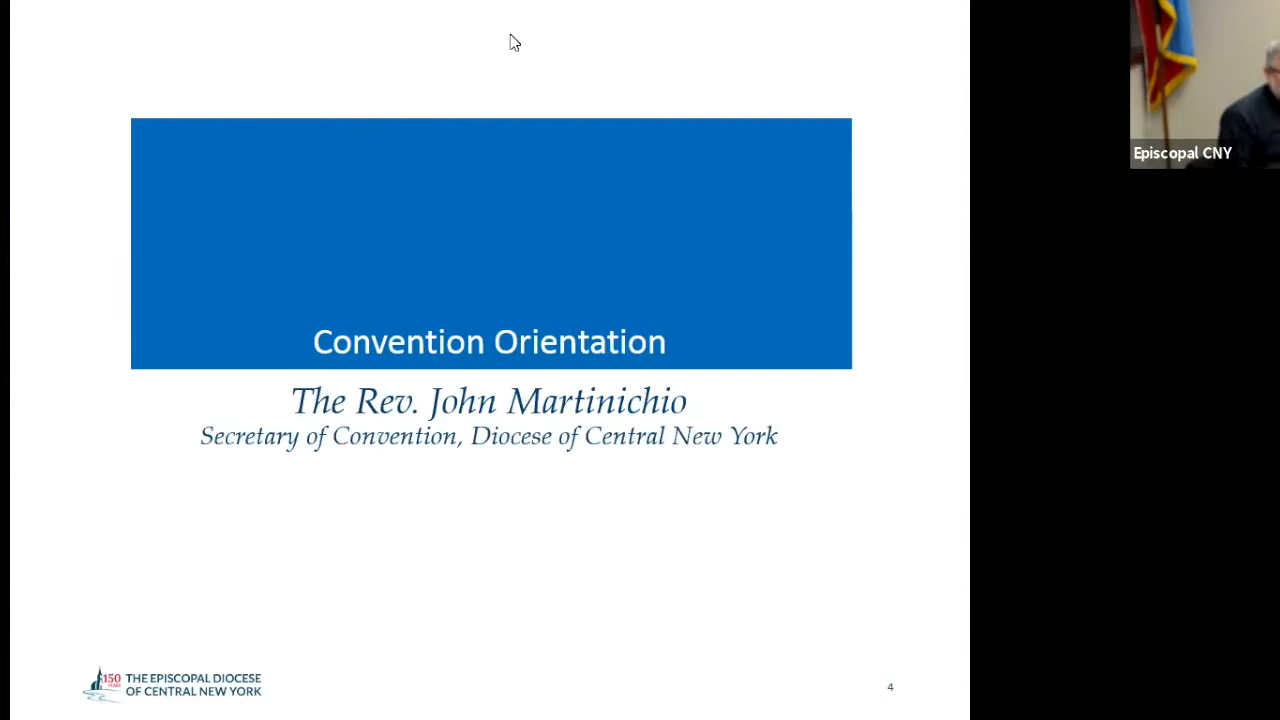 Convention Orientation
The Rev. John Martinichio
Secretary of Convention, Diocese of Central New York
150
YEARS
THE EPISCOPAL DIOCESE
OF CENTRAL NEW YORK
4
Episcopal CNY